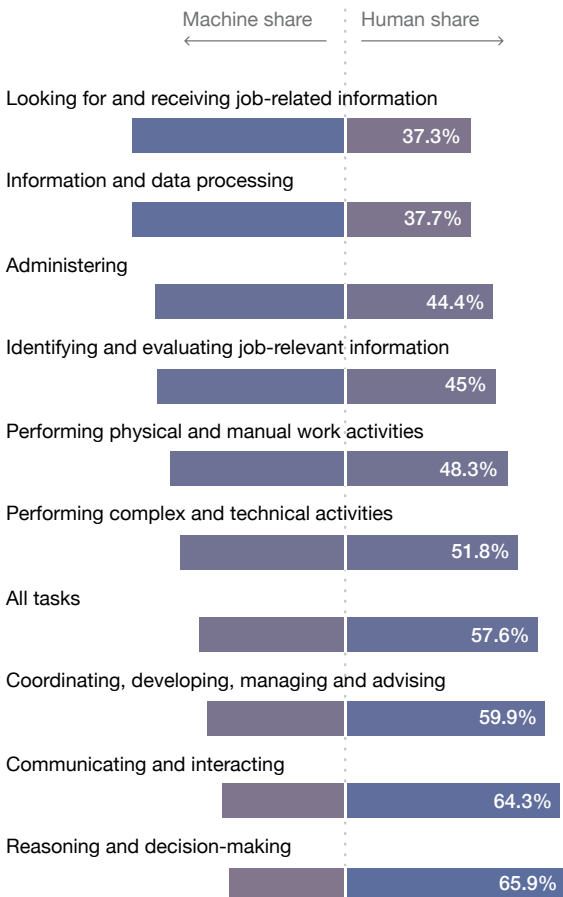 Machine share
Human share
Looking for and receiving job-related information
37.3%
Information and data processing
37.7%
Administering
44.4%
Identifying and evaluating job-relevant information
45%
Performing physical and manual work activities
48.3%
Performing complex and technical activities
51.8%
All tasks
57.6%
Coordinating, developing, managing and advising
59.9%
Communicating and interacting
64.3%
Reasoning and decision-making
65.9%